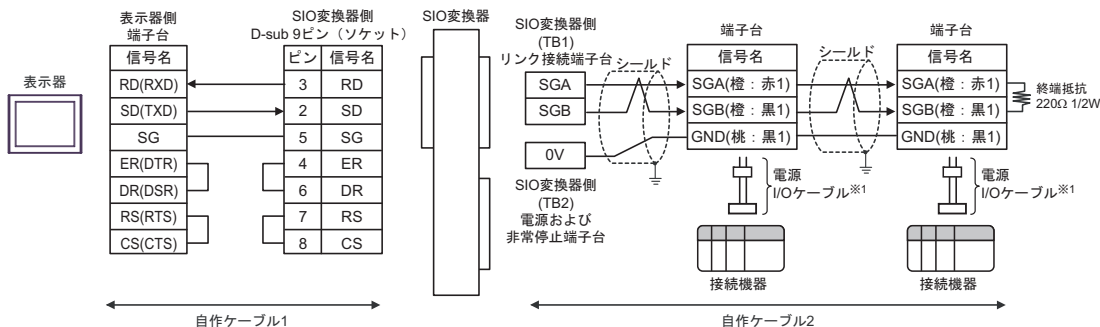 表示器
表示器側
端子台
信号名
RD(RXD)
SD(TXD)
SG
ER(DTR)
DR(DSR)
RS(RTS)
CS(CTS)
SIO変換器側
D-sub 9ピン（ソケット）
ピン 信号名
3 RD
2 SD
5 SG
4 ER
6 DR
7 RS
8 CS
自作ケーブル1
SIO変換器
SIO変換器側
(TB1)
リンク接続端子台
SGA
SGB
0V
SIO変換器側
(TB2)
電源および
非常停止端子台
シールド
端子台
信号名
SGA(橙：赤1)
SGB(橙：黒1)
GND(桃：黒1)
電源
I/Oケーブル※1
接続機器
シールド
端子台
信号名
SGA(橙：赤1)
SGB(橙：黒1)
GND(桃：黒1)
終端抵抗
220Ω 1/2W
電源
I/Oケーブル※1
接続機器
自作ケーブル2